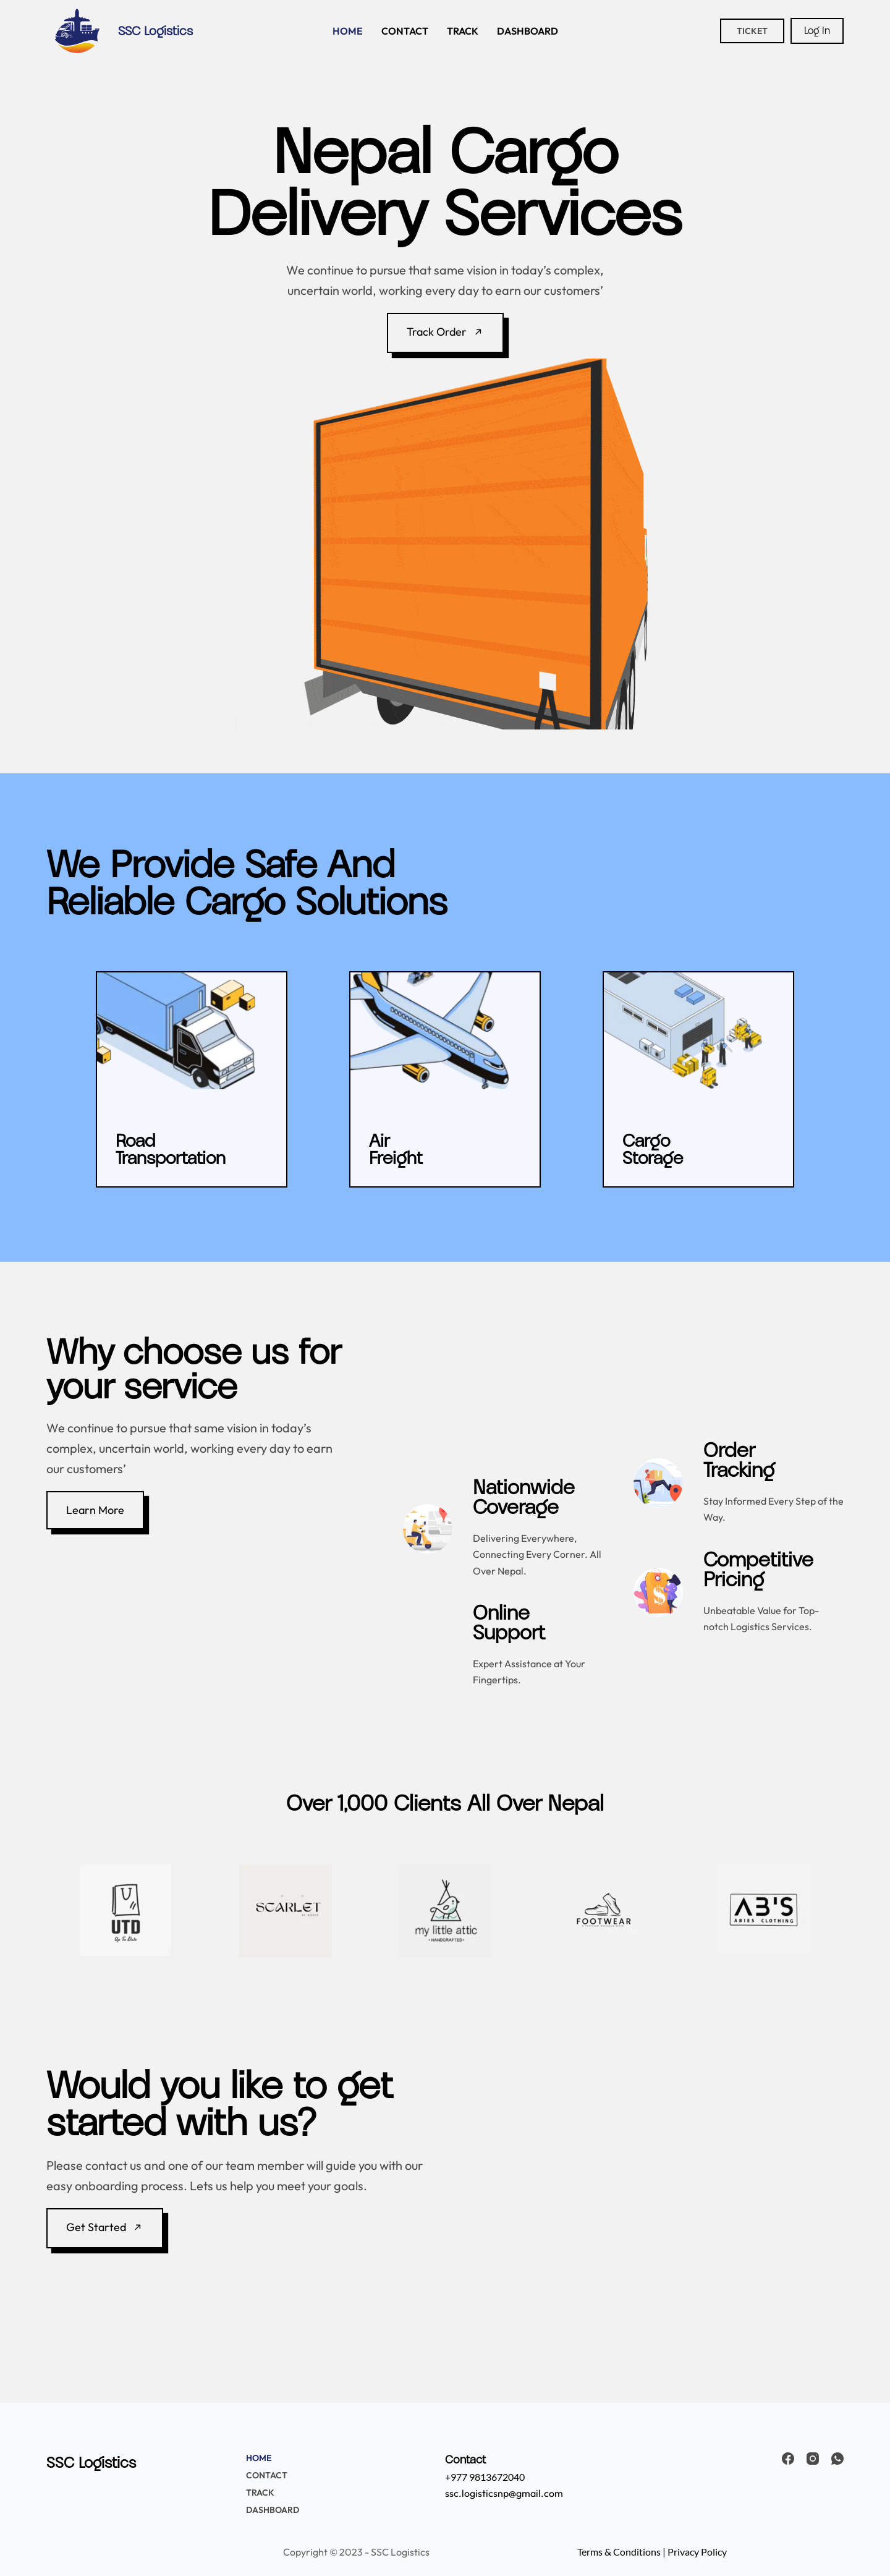 SSC Logistics
HOME CONTACT TRACK DASHBOARD
TICKET
Log In
Nepal Cargo
Delivery Services
We continue to pursue that same vision in today's complex,
uncertain world, working every day to earn our customers'
Track Order
We Provide Safe And
Reliable Cargo Solutions
Road
Transportation
Air
Freight
Cargo
Storage
Why choose us for
your service
We continue to pursue that same vision in today's
complex, uncertain world, working every day to earn
our customers'
Learn More
Nationwide
Coverage
Delivering Everywhere,
Connecting Every Corner. All
Over Nepal.
Online
Support
Expert Assistance at Your
Fingertips.
Order
Tracking
Stay Informed Every Step of the
Way.
Competitive
Pricing
Unbeatable Value for Top-
notch Logistics Services.
Over 1,000 Clients All Over Nepal
UTD
Up To Date
SCARLET
my little attic
HANDCRAFTED
FOOTWEAR
AB'S
ABIES CLOTHING
Would you like to get
started with us?
Please contact us and one of our team member will guide you with our
easy onboarding process. Lets us help you meet your goals.
Get Started
SSC Logistics
HOME
CONTACT
TRACK
DASHBOARD
Contact
+977 9813672040
ssc.logisticsnp@gmail.com
Copyright © 2023 - SSC Logistics
Terms & Conditions | Privacy Policy